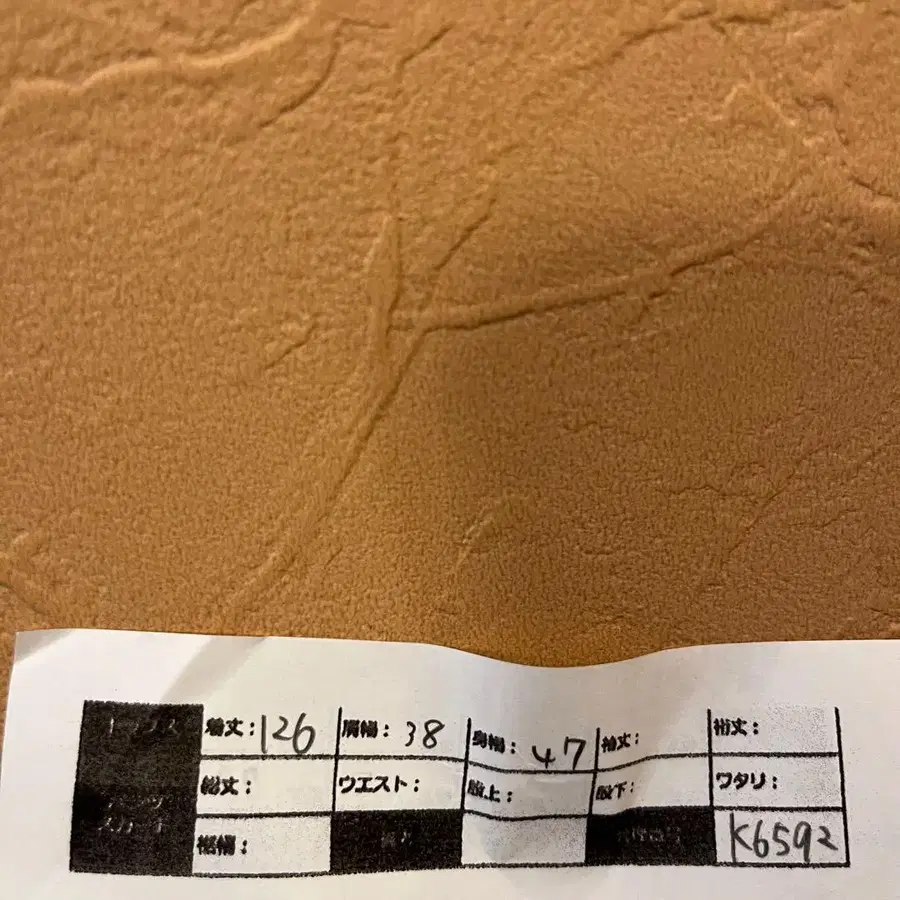 着丈:126 肩幅:38 身幅:47 袖丈: 裄丈:
総丈: ウエスト: 股上: 股下: ワタリ:
裾幅: K6592